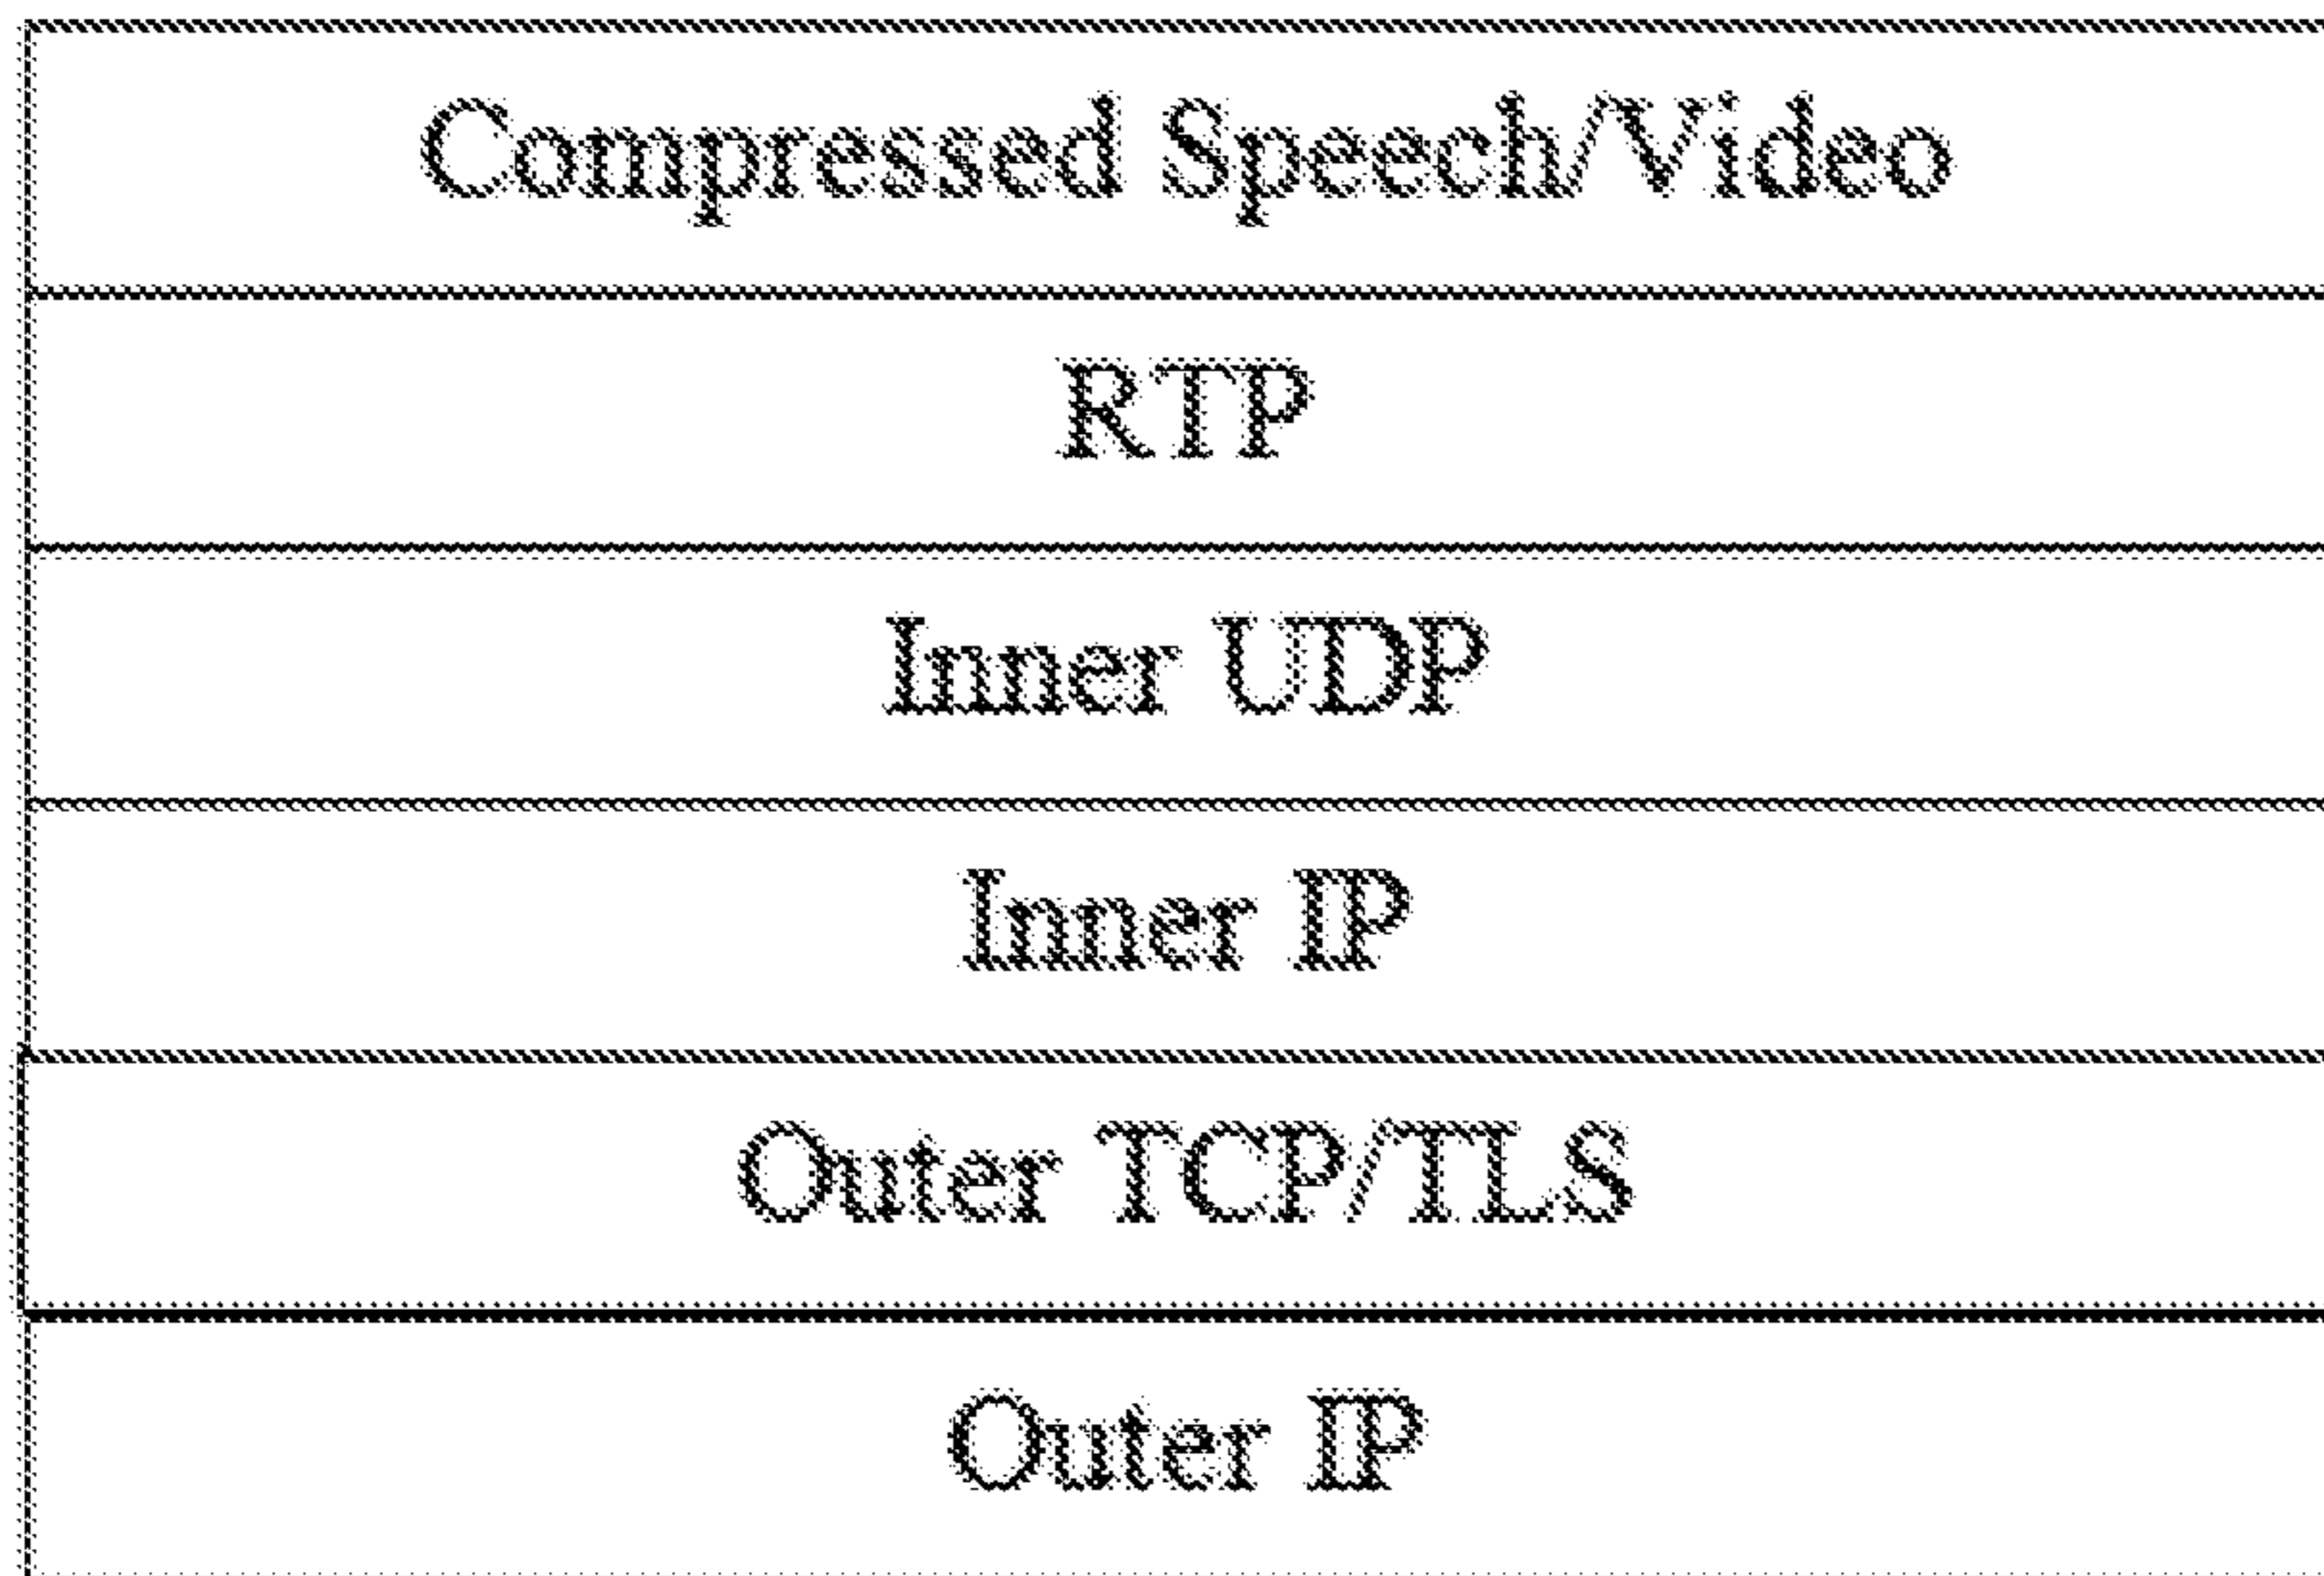 Compressed Speech/Video
RTP
Inner UDP
Inner IP
Outer TCP/TLS
Outer IP